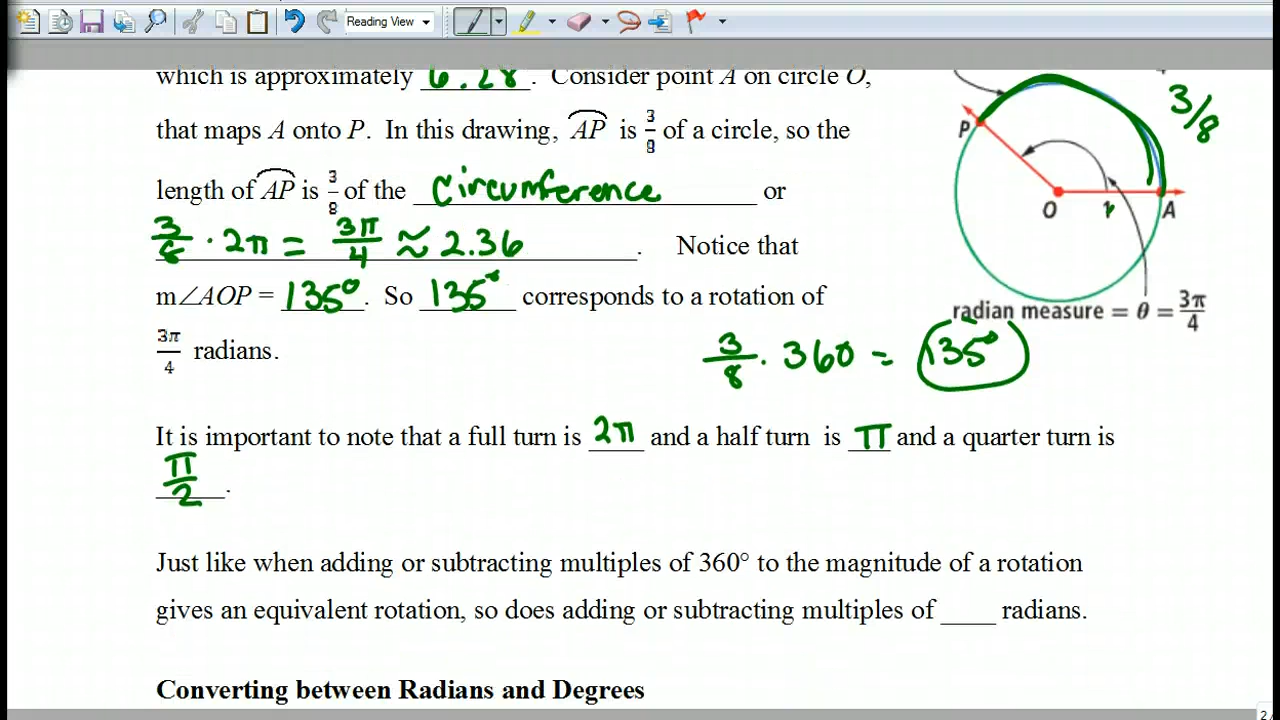 Reading View
which is approximately 6.28. Consider point A on circle O,
that maps A onto P. In this drawing, AP is 3/8 of a circle, so the
length of AP is 3/8 of the circumference or
3/8 · 2π = 3π/4 ≈ 2.36. Notice that
m∠AOP = 135°. So 135° corresponds to a rotation of
3π/4 radians.
3/8
P
O
A
radian measure = θ = 3π/4
3/8 · 360 = 135°
It is important to note that a full turn is 2π and a half turn is π and a quarter turn is
π/2.
Just like when adding or subtracting multiples of 360° to the magnitude of a rotation
gives an equivalent rotation, so does adding or subtracting multiples of ____ radians.
Converting between Radians and Degrees